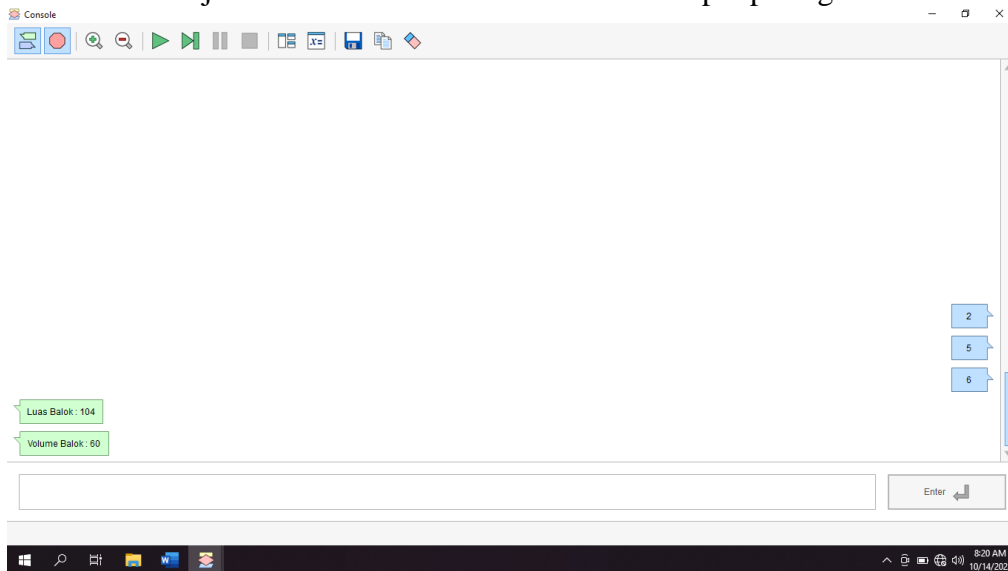 Console
x=
2
5
6
Luas Balok : 104
Volume Balok : 60
Enter
W
8:20 AM